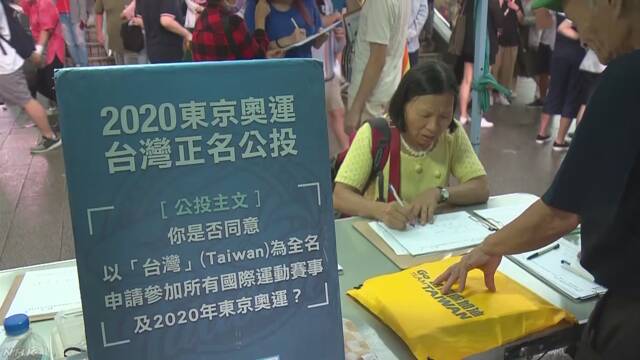 2020東京奧運
台灣正名公投
[公投主文]
你是否同意
以「台灣」(Taiwan)為全名
申請參加所有國際運動賽事
及2020年東京奧運？
TAIWAN
NHK